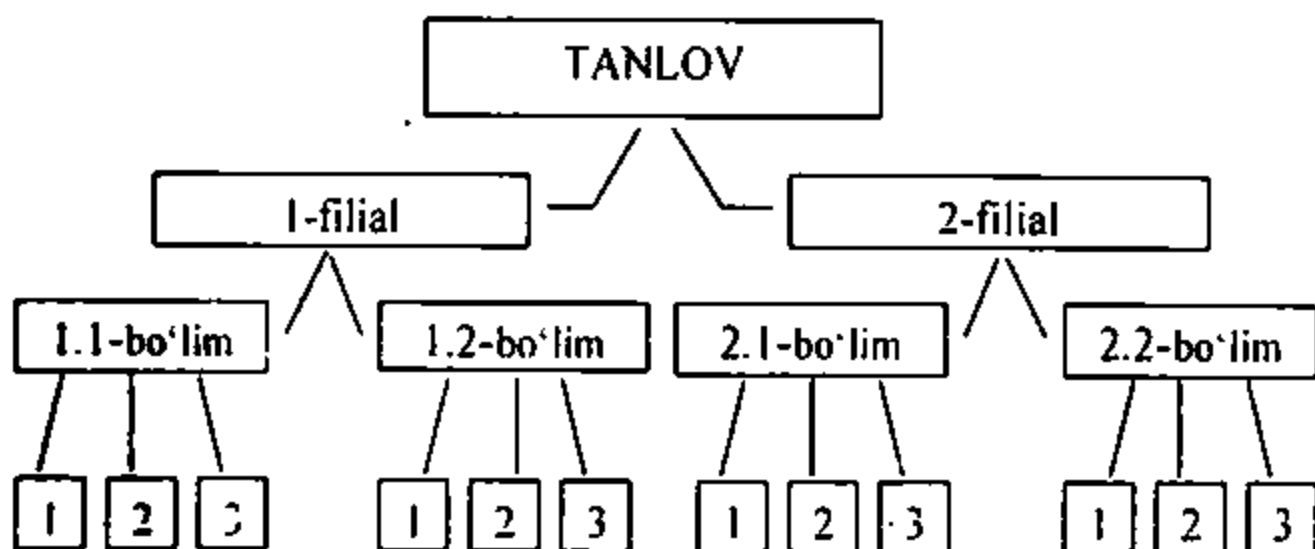 TANLOV
1-filial 2-filial
1.1-bo‘lim 1.2-bo‘lim 2.1-bo‘lim 2.2-bo‘lim
1 2 3 1 2 3 1 2 3 1 2 3